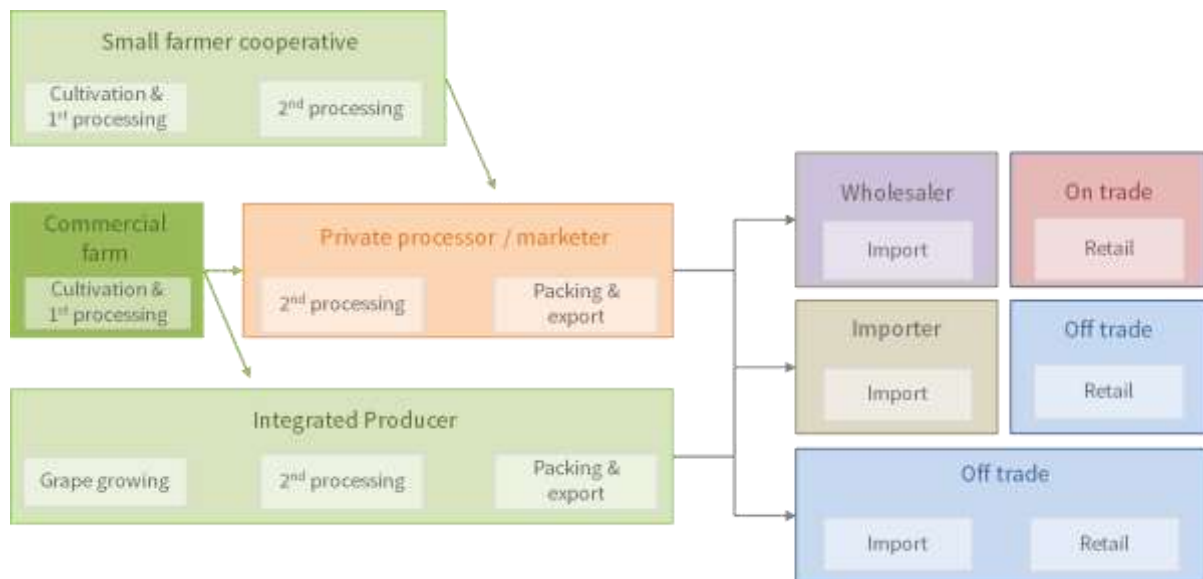 Small farmer cooperative
Cultivation &
1st processing
2nd processing
Commercial
farm
Cultivation &
1st processing
Private processor / marketer
2nd processing
Packing &
export
Integrated Producer
Grape growing
2nd processing
Packing &
export
Wholesaler
Import
On trade
Retail
Importer
Import
Off trade
Retail
Off trade
Import
Retail